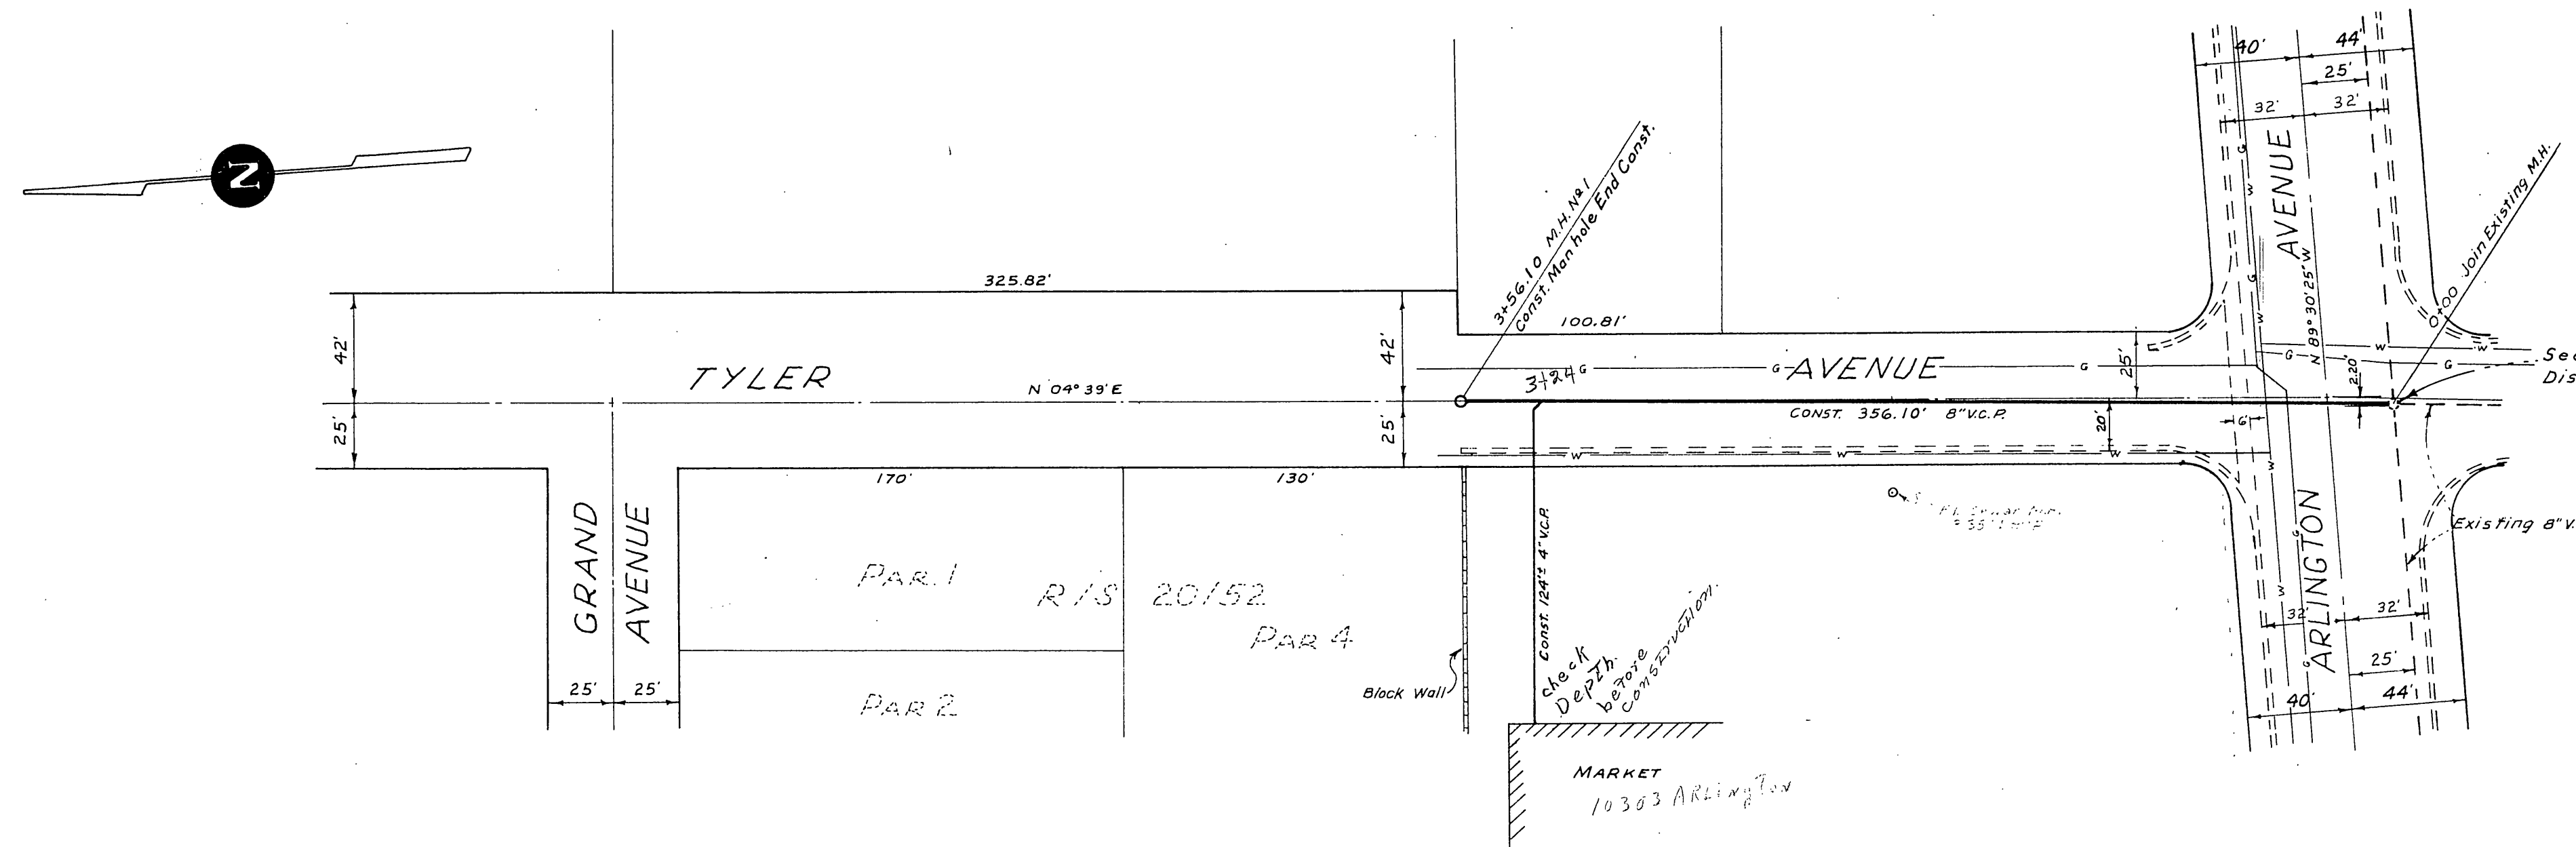 N
325.82'
42'
25'
TYLER
N 04° 39' E
42'
25'
3+56.10 M.H. Nº 1
Const. Manhole End Const.
100.81'
3+24
G
G
AVENUE
G
25'
CONST. 356.10' 8" V.C.P.
20'
W
W
W
170'
130'
GRAND
AVENUE
25'
25'
PAR. 1
R/S 20/52
PAR 4
PAR 2
Block Wall
Const. 124'± 4" V.C.P.
check
Depth
before
construction.
MARKET
10303 ARLington
40'
44'
25'
32'
32'
AVENUE
N 89° 30' 25" W
G
W
G
W
G
W
0+00 Join Existing M.H.
W
W
G
G
2.20'
6'
Dis
Existing 8" V.
ARLINGTON
W
G
W
G
G
32'
32'
25'
40'
44'